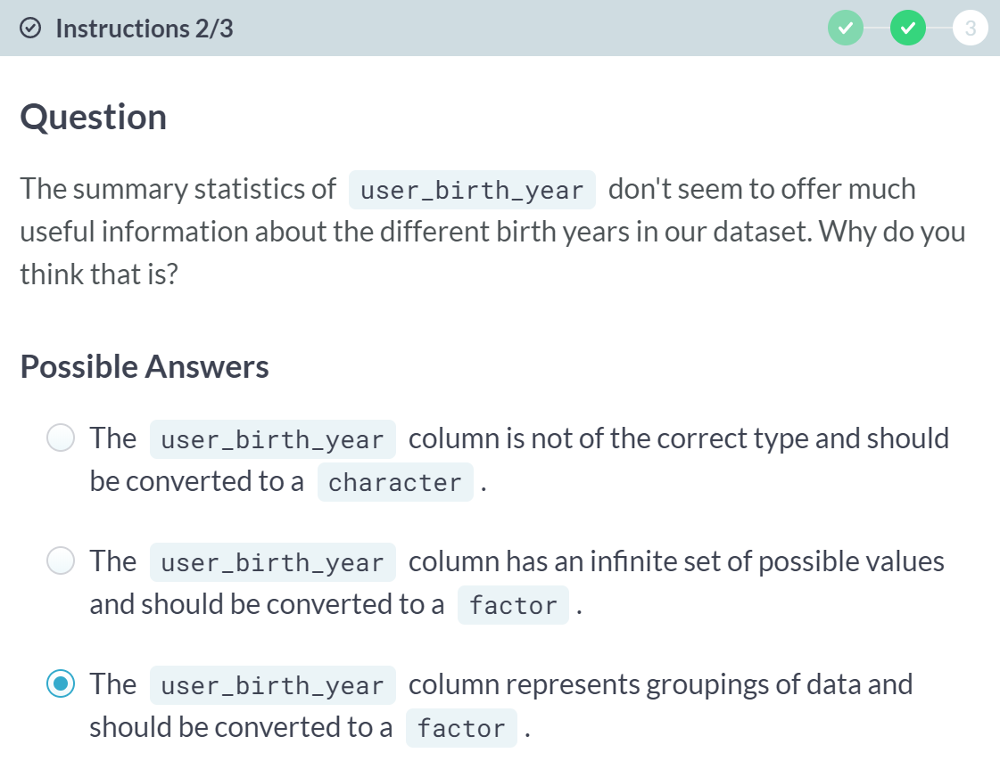 Instructions 2/3
3
Question
The summary statistics of user_birth_year don't seem to offer much
useful information about the different birth years in our dataset. Why do you
think that is?
Possible Answers
The user_birth_year column is not of the correct type and should
be converted to a character .
The user_birth_year column has an infinite set of possible values
and should be converted to a factor .
The user_birth_year column represents groupings of data and
should be converted to a factor .